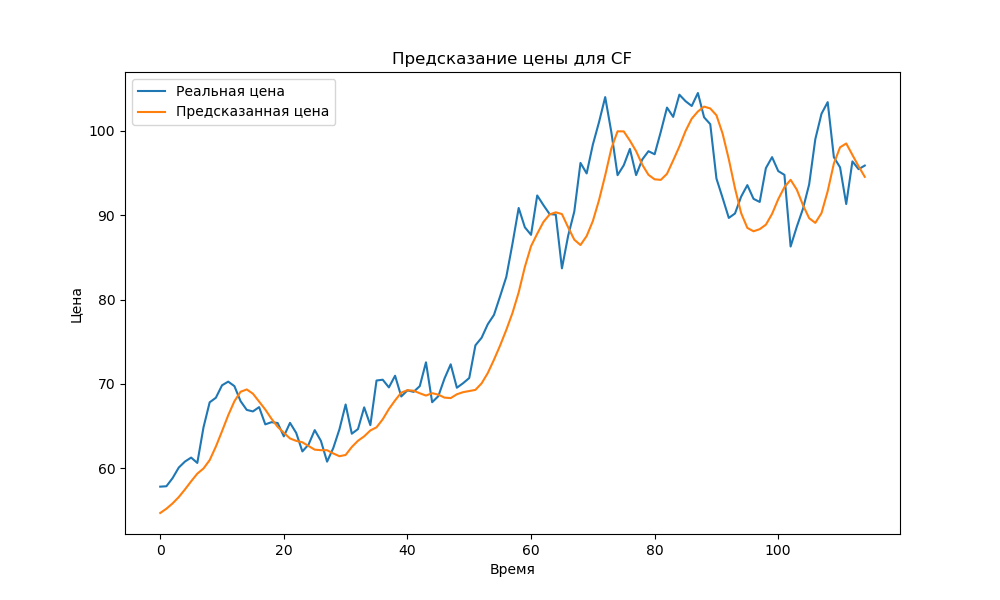 Предсказание цены для CF
Реальная цена
Предсказанная цена
Цена
100
90
80
70
60
0 20 40 60 80 100
Время